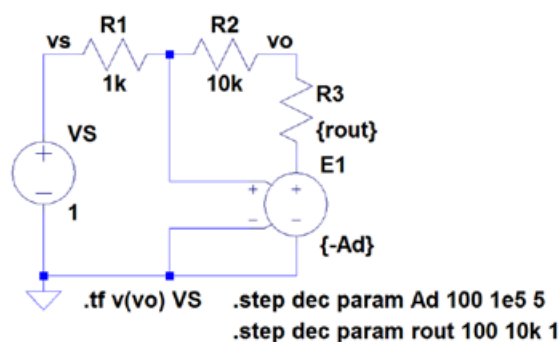 vs R1 R2 vo
1k 10k
R3
{rout}
VS
E1
+ + +
− − −
1
{-Ad}
.tf v(vo) VS .step dec param Ad 100 1e5 5
.step dec param rout 100 10k 1